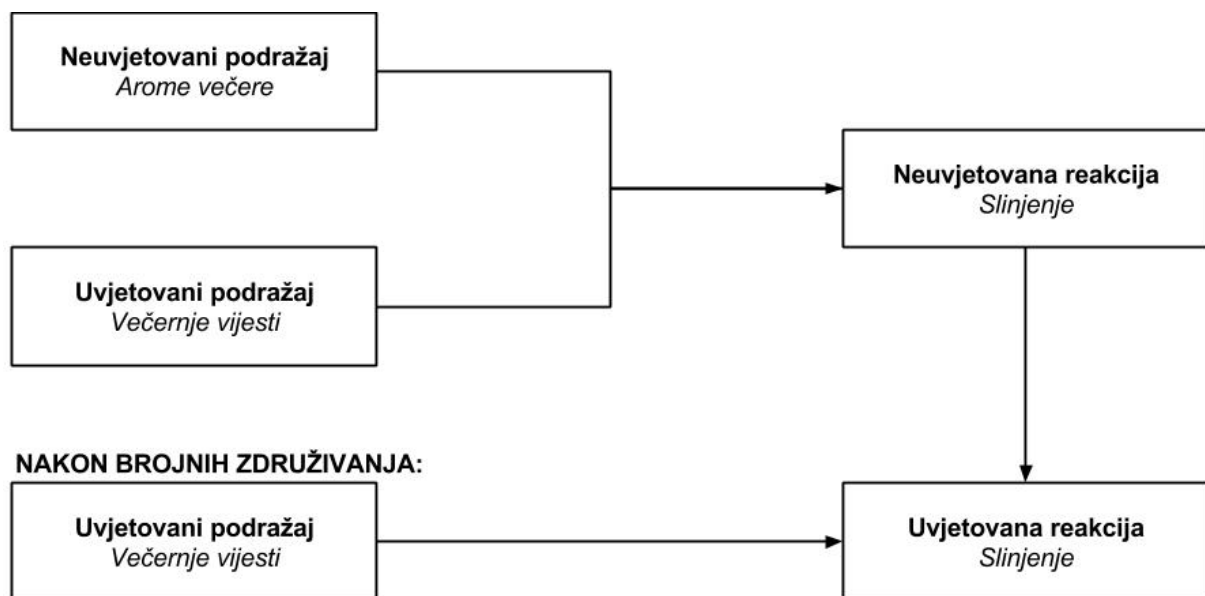 Neuvjetovani podražaj
Arome večere
Neuvjetovana reakcija
Slinjenje
Uvjetovani podražaj
Večernje vijesti
NAKON BROJNIH ZDRUŽIVANJA:
Uvjetovani podražaj
Večernje vijesti
Uvjetovana reakcija
Slinjenje